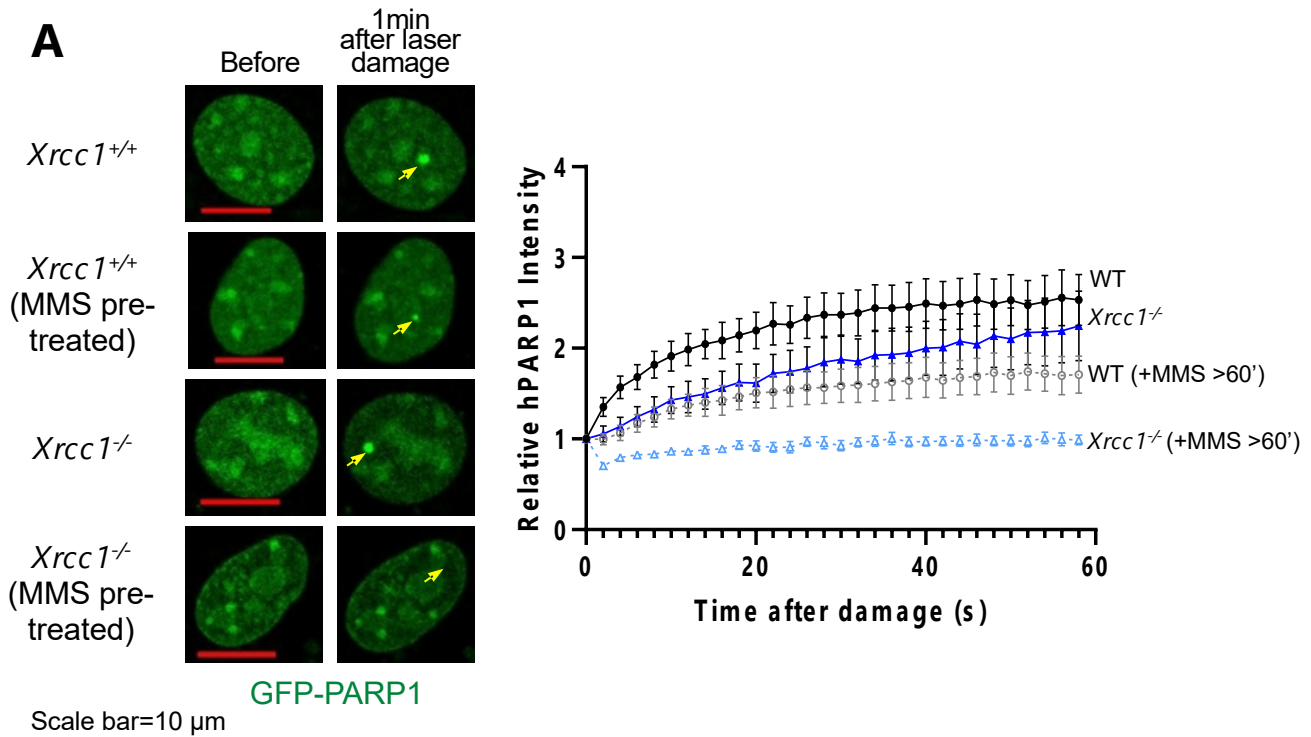 A
Before
1min
after laser
damage
Xrcc1+/+
Xrcc1+/+
(MMS pre-
treated)
Xrcc1-/-
Xrcc1-/-
(MMS pre-
treated)
GFP-PARP1
Scale bar=10 µm
Relative hPARP1 Intensity
4
3
2
1
0
0
20
40
60
Time after damage (s)
WT
Xrcc1-/-
WT (+MMS >60’)
Xrcc1-/- (+MMS >60’)